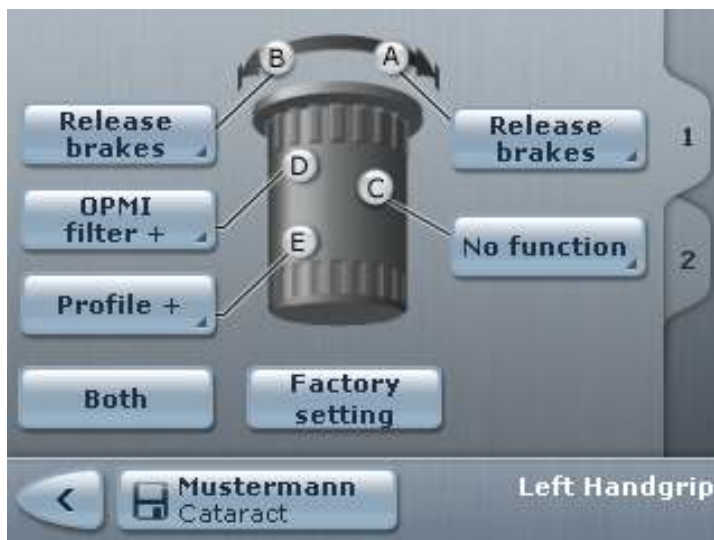 B
A
Release
brakes
Release
brakes
1
D
C
OPMI
filter +
No function
2
E
Profile +
Both
Factory
setting
<
Mustermann
Cataract
Left Handgrip